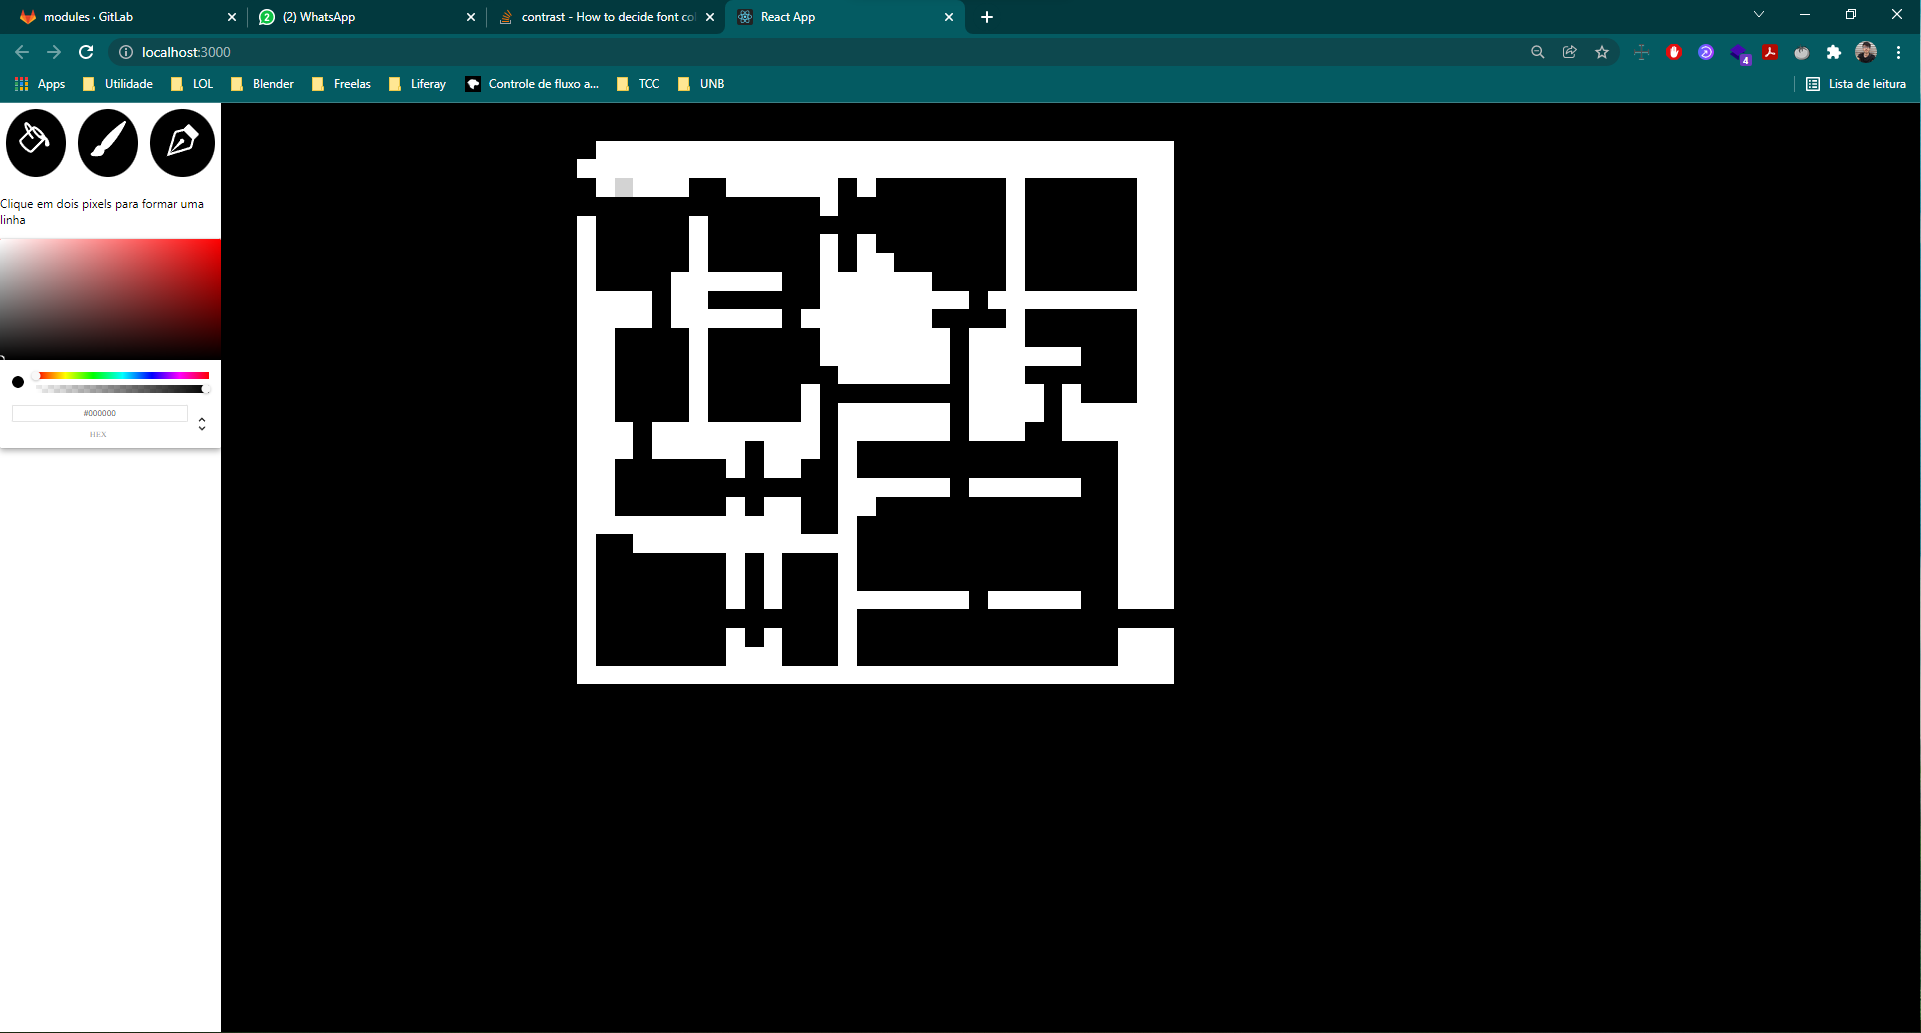 modules · GitLab
(2) WhatsApp
contrast - How to decide font co
React App
localhost:3000
4
Apps
Utilidade
LOL
Blender
Freelas
Liferay
Controle de fluxo a...
TCC
UNB
Lista de leitura
Clique em dois pixels para formar uma
linha
#000000
HEX